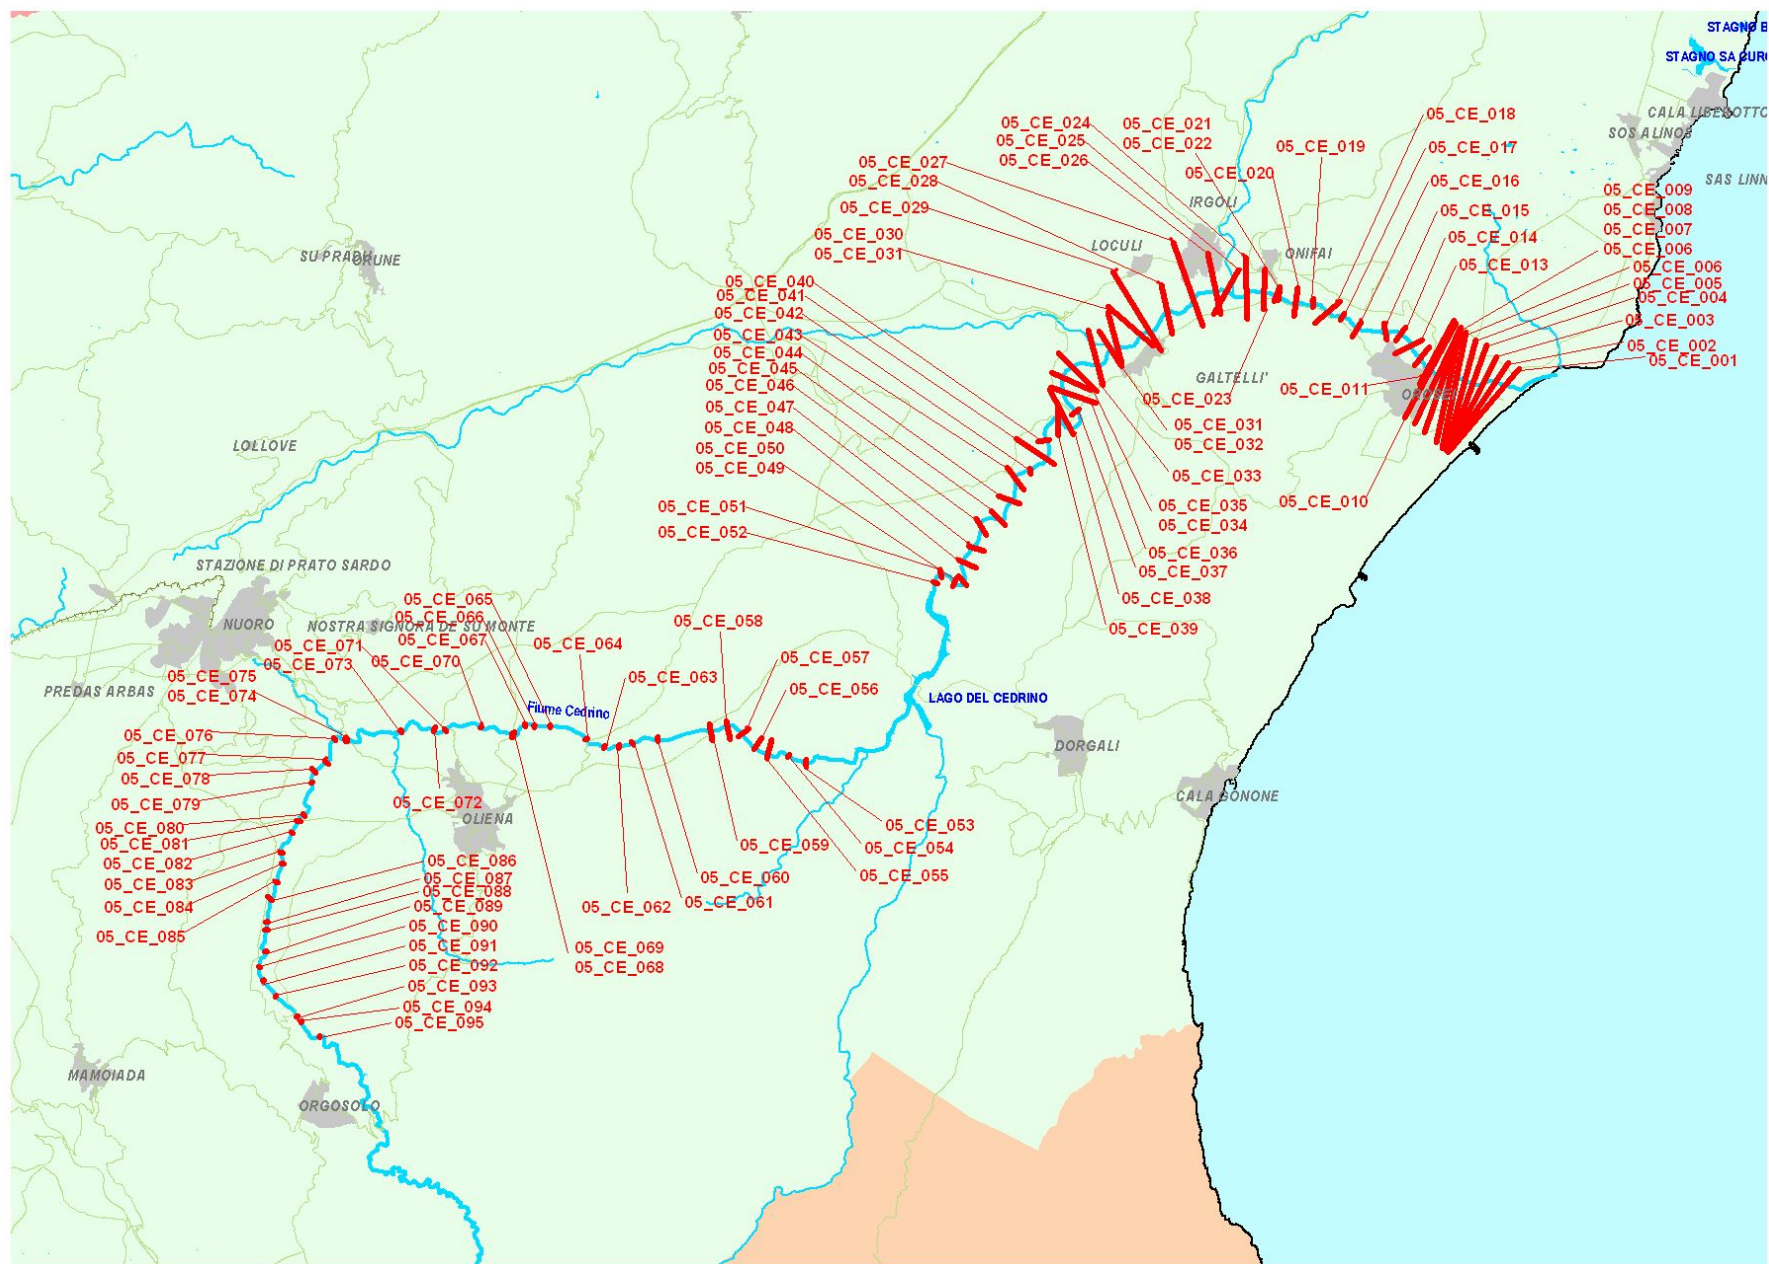 STAGNO B
STAGNO SA CUR
CALA LIBEROTTO
SOS ALINOS
SAS LINN
05_CE_018
05_CE_017
05_CE_016
05_CE_015
05_CE_014
05_CE_013
05_CE_009
05_CE_008
05_CE_007
05_CE_006
05_CE_006
05_CE_005
05_CE_004
05_CE_003
05_CE_002
05_CE_001
05_CE_024
05_CE_025
05_CE_026
05_CE_021
05_CE_022
05_CE_020
05_CE_019
IRGOLI
LOCULI
ONIFAI
05_CE_027
05_CE_028
05_CE_029
05_CE_030
05_CE_031
SU PRADU
ORUNE
05_CE_040
05_CE_041
05_CE_042
05_CE_043
05_CE_044
05_CE_045
05_CE_046
05_CE_047
05_CE_048
05_CE_050
05_CE_049
05_CE_051
05_CE_052
GALTELLI'
OROSEI
05_CE_011
05_CE_023
05_CE_031
05_CE_032
05_CE_033
05_CE_010
05_CE_035
05_CE_034
05_CE_036
05_CE_037
05_CE_038
05_CE_039
LOLLOVE
STAZIONE DI PRATO SARDO
NUORO
NOSTRA SIGNORA DE SU MONTE
PREDAS ARBAS
05_CE_065
05_CE_066
05_CE_067
05_CE_064
05_CE_058
05_CE_071
05_CE_073
05_CE_070
05_CE_057
05_CE_056
05_CE_063
05_CE_075
05_CE_074
Fiume Cedrino
LAGO DEL CEDRINO
DORGALI
CALA GONONE
05_CE_076
05_CE_077
05_CE_078
05_CE_079
05_CE_080
05_CE_081
05_CE_082
05_CE_083
05_CE_084
05_CE_085
05_CE_072
OLIENA
05_CE_053
05_CE_054
05_CE_055
05_CE_059
05_CE_060
05_CE_061
05_CE_062
05_CE_069
05_CE_068
05_CE_086
05_CE_087
05_CE_088
05_CE_089
05_CE_090
05_CE_091
05_CE_092
05_CE_093
05_CE_094
05_CE_095
MAMOIADA
ORGOSOLO